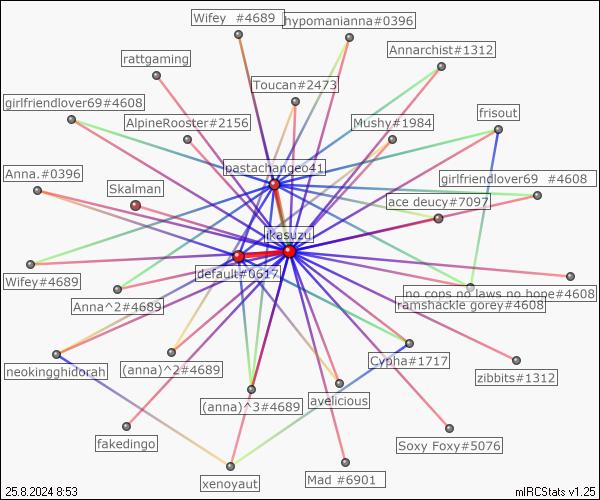 Wifey  #4689
hypomanianna#0396
Annarchist#1312
rattgaming
Toucan#2473
girlfriendlover69#4608
AlpineRooster#2156
Mushy#1984
frisout
pastachangeo41
Anna.#0396
Skalman
girlfriendlover69  #4608
ace deucy#7097
ikasuzu
default#0617
Wifey#4689
Anna^2#4689
no cops no laws no hope#4608
ramshackle gorey#4608
neokingghidorah
(anna)^2#4689
Cypha#1717
zibbits#1312
(anna)^3#4689
avelicious
fakedingo
Soxy Foxy#5076
xenoyaut
Mad #6901
25.8.2024 8:53
mIRCStats v1.25